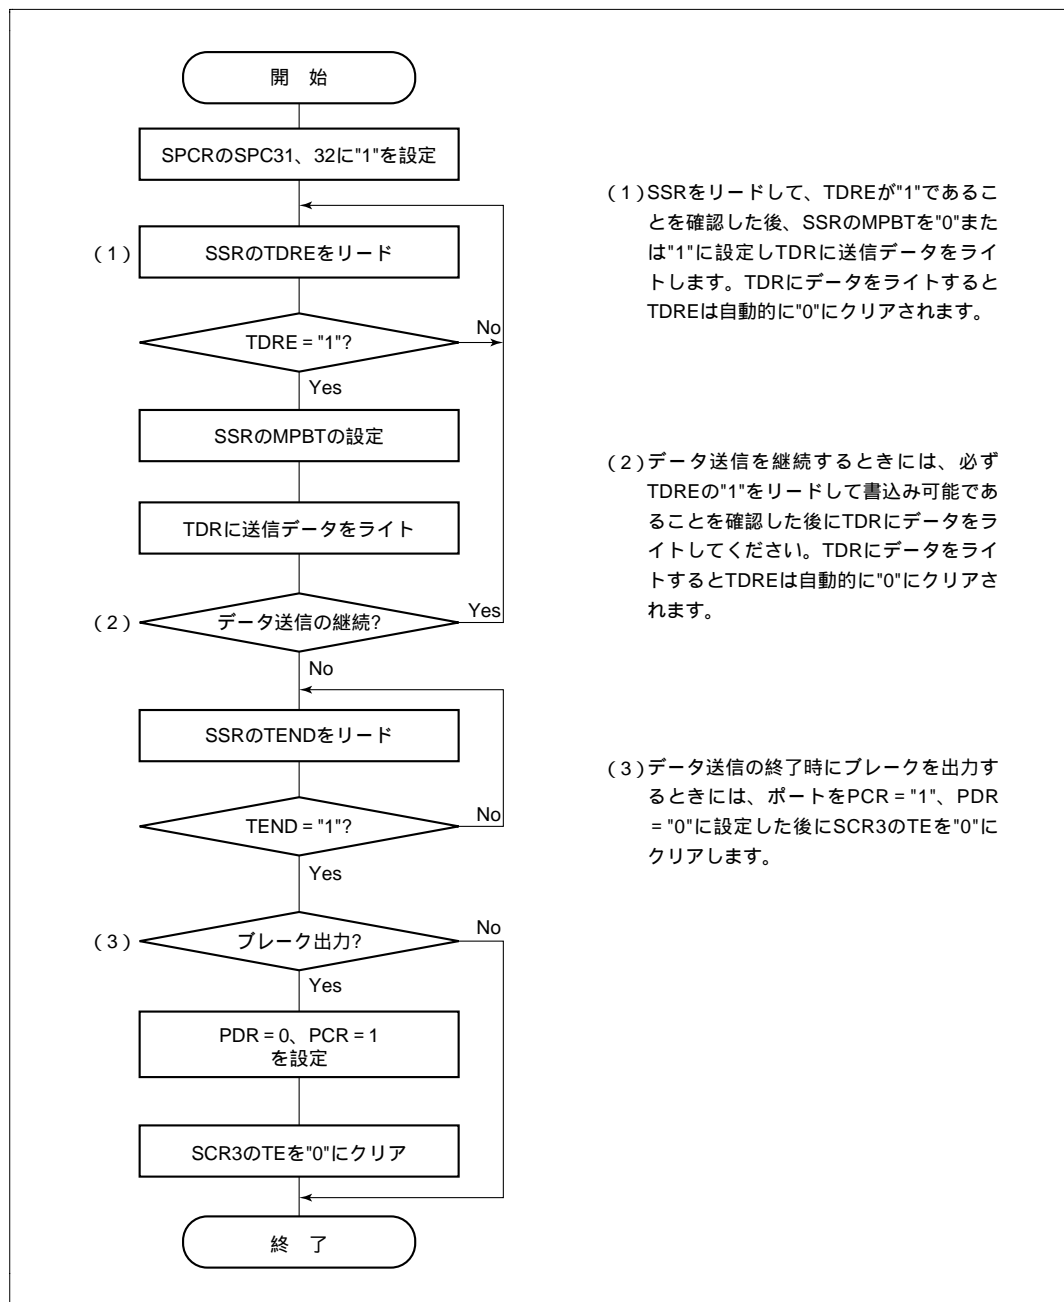 開 始
SPCRのSPC31、32に"1"を設定
(1)
SSRのTDREをリード
TDRE = "1"?
No
Yes
SSRのMPBTの設定
TDRに送信データをライト
(2)
データ送信の継続?
Yes
No
SSRのTENDをリード
TEND = "1"?
No
Yes
(3)
ブレーク出力?
No
Yes
PDR = 0、PCR = 1
を設定
SCR3のTEを"0"にクリア
終 了
(1)SSRをリードして、TDREが"1"であるこ
とを確認した後、SSRのMPBTを"0"また
は"1"に設定しTDRに送信データをライ
トします。TDRにデータをライトすると
TDREは自動的に"0"にクリアされます。
(2)データ送信を継続するときには、必ず
TDREの"1"をリードして書込み可能であ
ることを確認した後にTDRにデータをラ
イトしてください。TDRにデータをライ
トするとTDREは自動的に"0"にクリアさ
れます。
(3)データ送信の終了時にブレークを出力す
るときには、ポートをPCR = "1"、PDR
= "0"に設定した後にSCR3のTEを"0"に
クリアします。